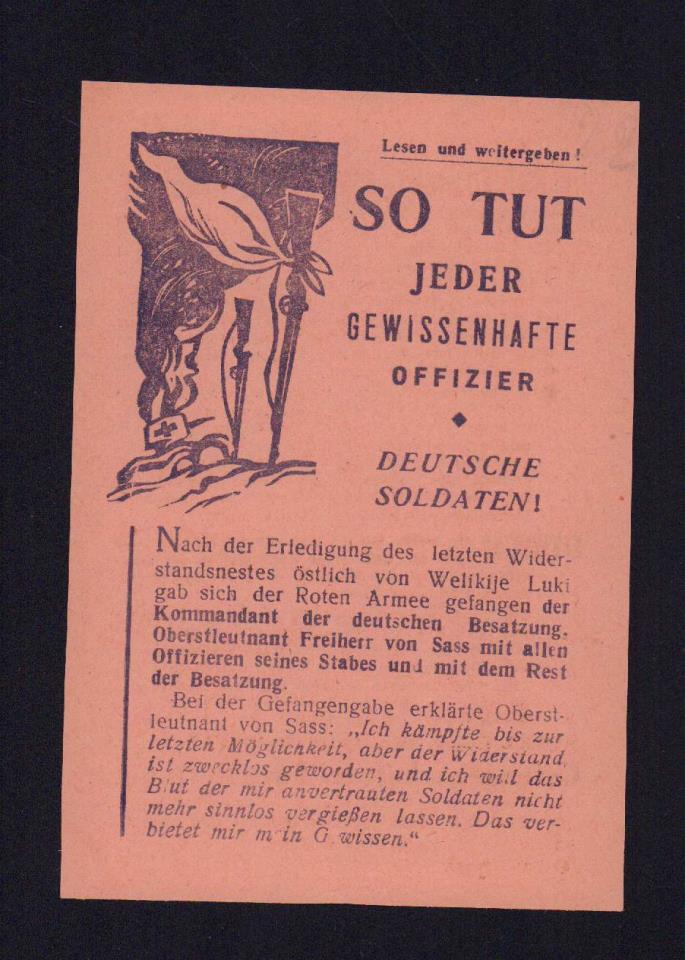 Lesen und weitergeben!
SO TUT
JEDER
GEWISSENHAFTE
OFFIZIER
DEUTSCHE
SOLDATEN!
Nach der Erledigung des letzten Wider-
standsnestes östlich von Welikije Luki
gab sich der Roten Armee gefangen der
Kommandant der deutschen Besatzung,
Oberstleutnant Freiherr von Sass mit allen
Offizieren seines Stabes und mit dem Rest
der Besatzung.
Bei der Gefangengabe erklärte Oberst-
leutnant von Sass: „Ich kämpfte bis zur
letzten Möglichkeit, aber der Widerstand
ist zwecklos geworden, und ich will das
Blut der mir anvertrauten Soldaten nicht
mehr sinnlos vergießen lassen. Das ver-
bietet mir mein Gewissen.“